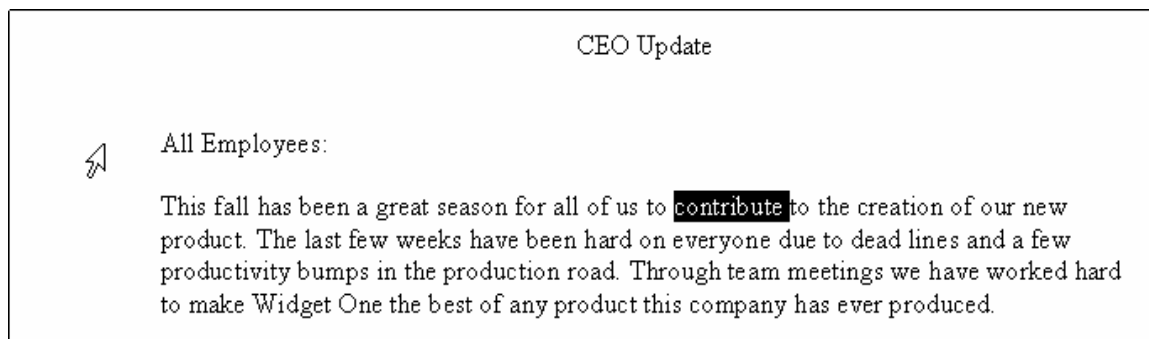 CEO Update
All Employees:
This fall has been a great season for all of us to contribute to the creation of our new
product. The last few weeks have been hard on everyone due to dead lines and a few
productivity bumps in the production road. Through team meetings we have worked hard
to make Widget One the best of any product this company has ever produced.